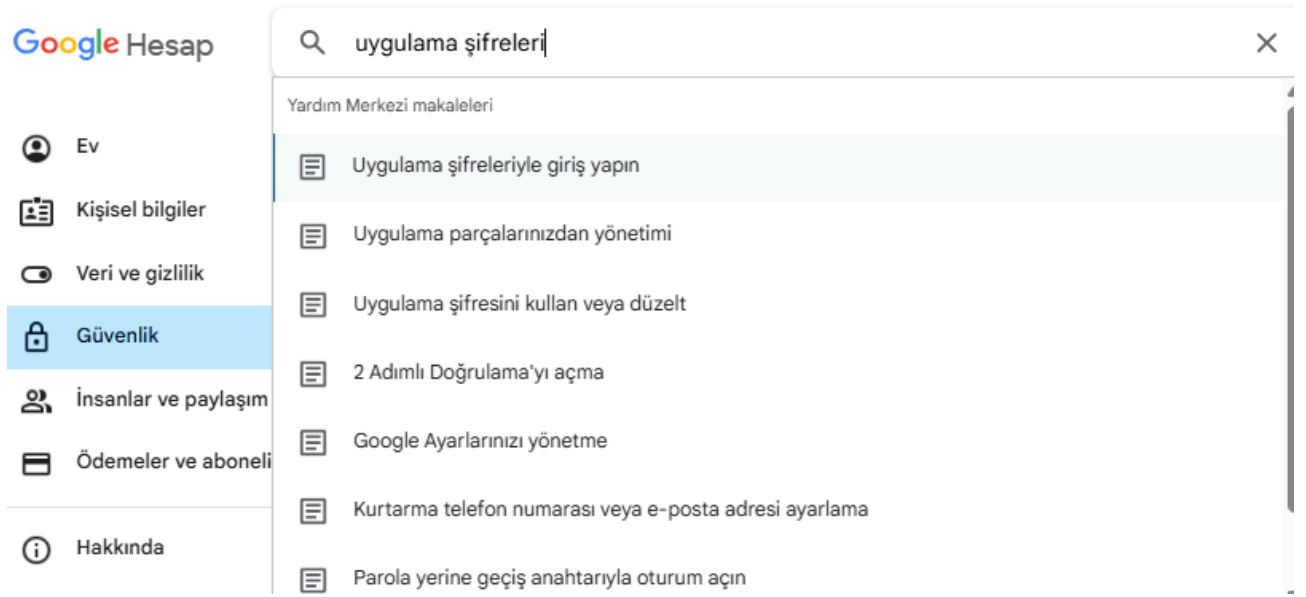 Google Hesap
uygulama şifreleri
Yardım Merkezi makaleleri
Ev
Uygulama şifreleriyle giriş yapın
Kişisel bilgiler
Uygulama parçalarınızdan yönetimi
Veri ve gizlilik
Uygulama şifresini kullan veya düzelt
Güvenlik
2 Adımlı Doğrulama'yı açma
İnsanlar ve paylaşım
Google Ayarlarınızı yönetme
Ödemeler ve aboneli
Kurtarma telefon numarası veya e-posta adresi ayarlama
Hakkında
Parola yerine geçiş anahtarıyla oturum açın